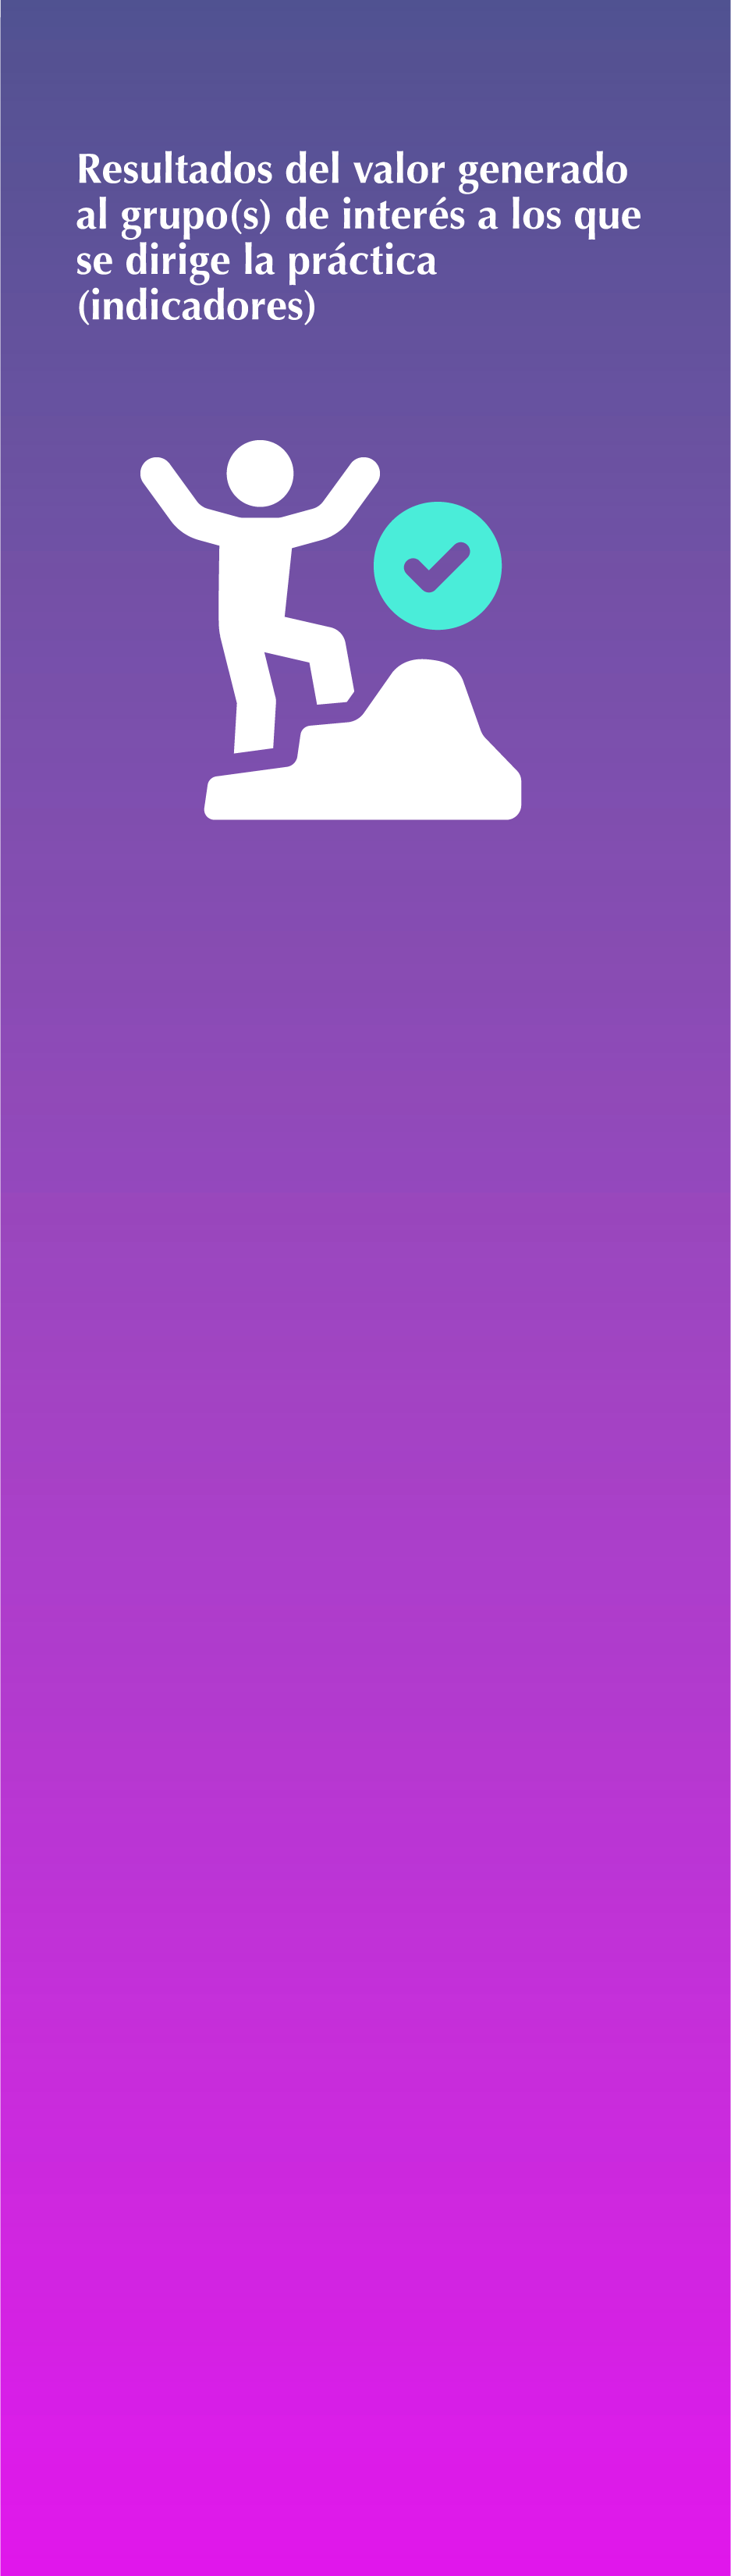 Resultados del valor generado
al grupo(s) de interés a los que
se dirige la práctica
(indicadores)